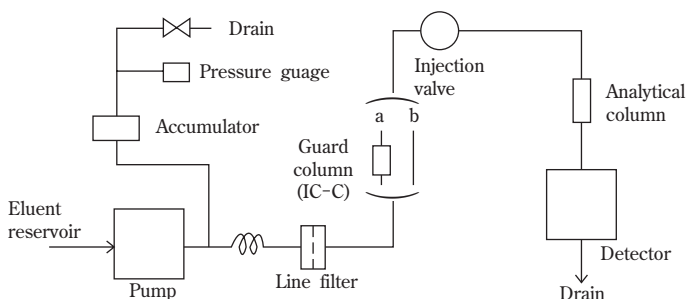 Drain
Pressure guage
Accumulator
Eluent
reservoir
Pump
Line filter
a b
Guard
column
(IC-C)
Injection
valve
Analytical
column
Detector
Drain